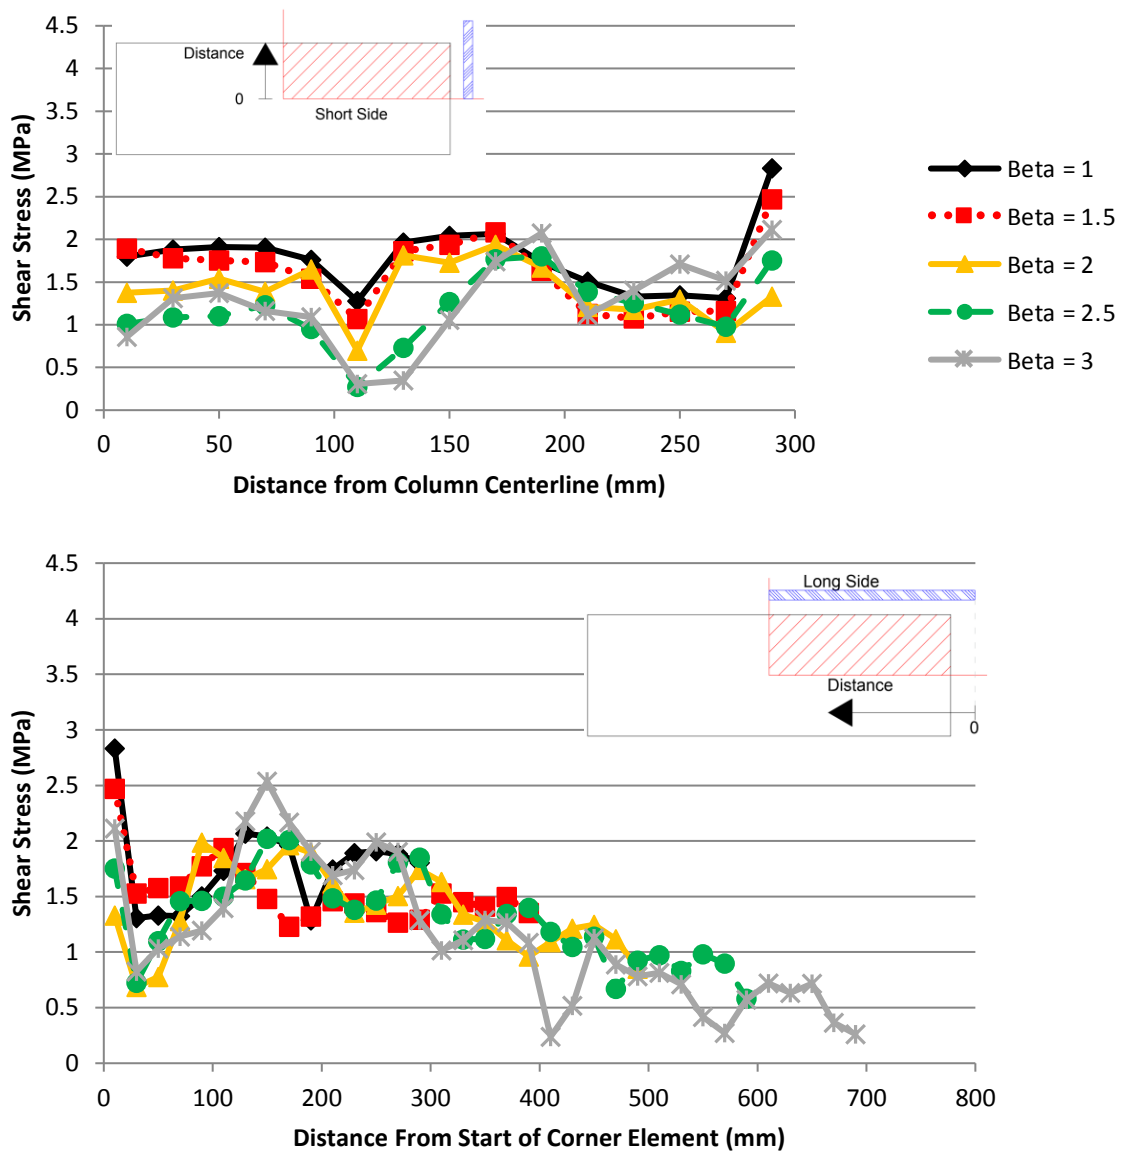 4.5
4
3.5
3
2.5
2
1.5
1
0.5
0
Shear Stress (MPa)
Distance
0
Short Side
0 50 100 150 200 250 300
Distance from Column Centerline (mm)
Beta = 1
Beta = 1.5
Beta = 2
Beta = 2.5
Beta = 3
4.5
4
3.5
3
2.5
2
1.5
1
0.5
0
Shear Stress (MPa)
Long Side
Distance
0
0 100 200 300 400 500 600 700 800
Distance From Start of Corner Element (mm)